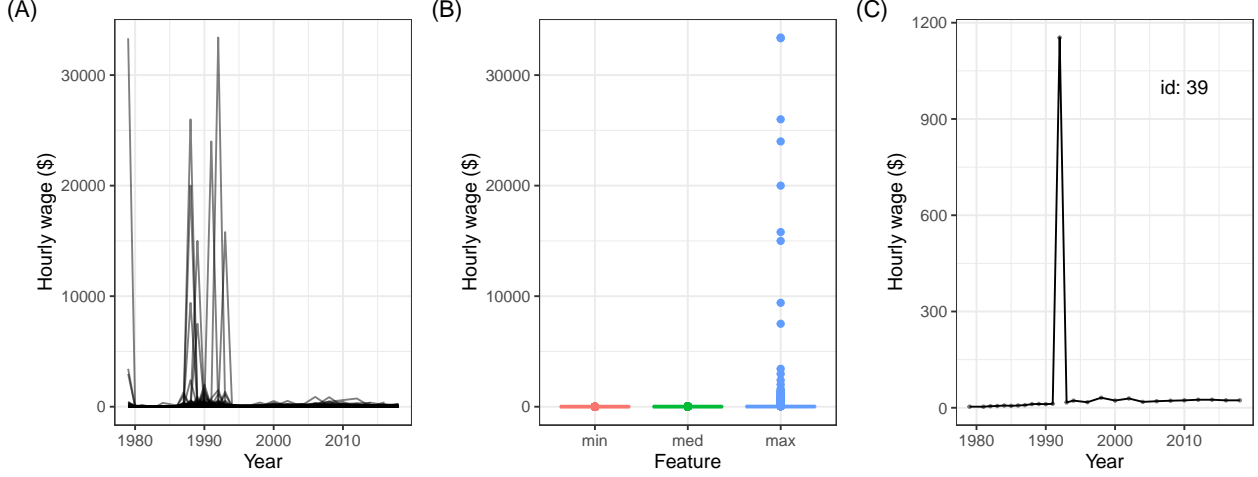 (A)
Hourly wage ($)
30000
20000
10000
0
1980 1990 2000 2010
Year
(B)
Hourly wage ($)
30000
20000
10000
0
min med max
Feature
(C)
Hourly wage ($)
1200
900
600
300
0
id: 39
1980 1990 2000 2010
Year